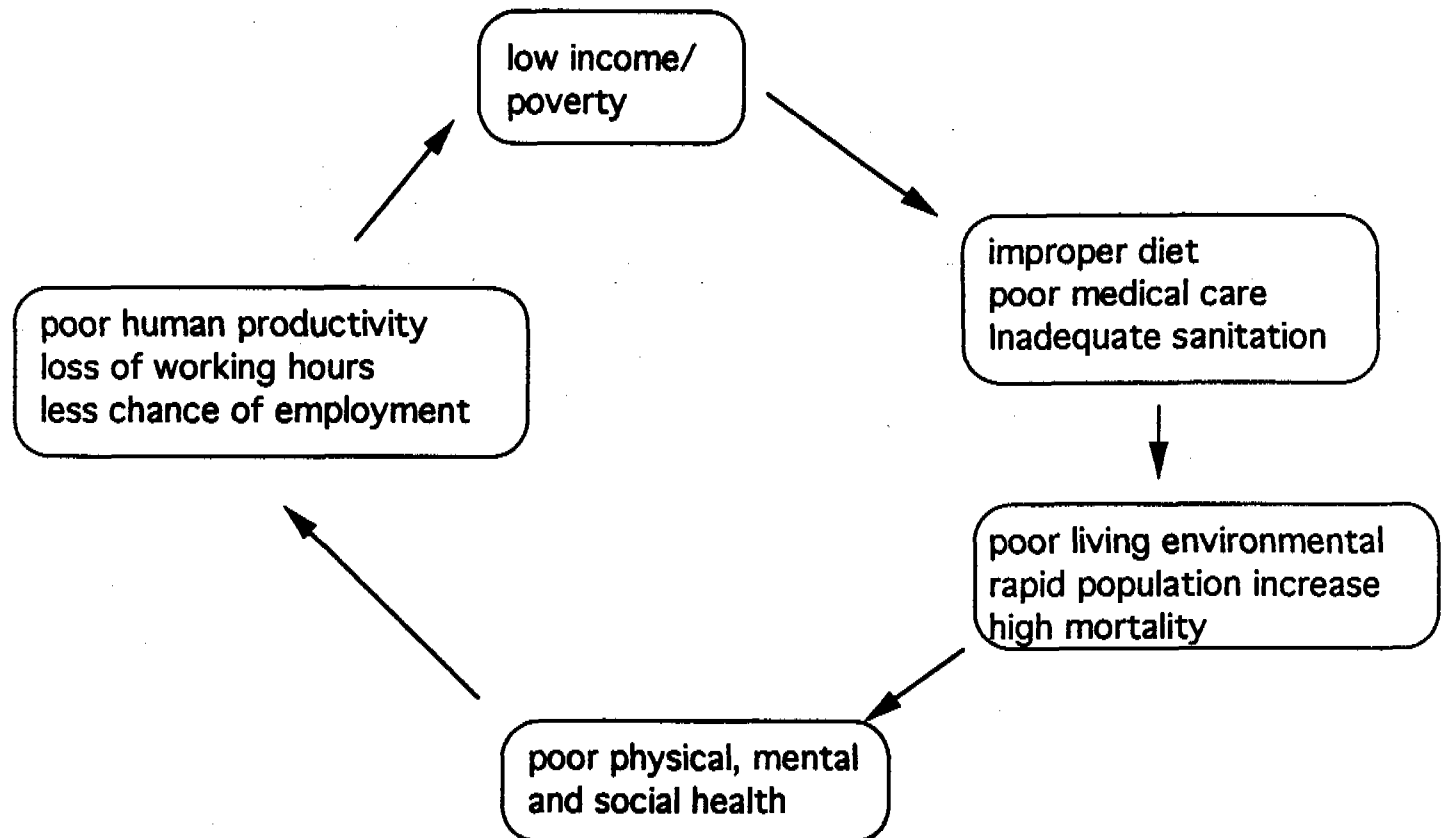 low income/
poverty
improper diet
poor medical care
Inadequate sanitation
poor living environmental
rapid population increase
high mortality
poor physical, mental
and social health
poor human productivity
loss of working hours
less chance of employment